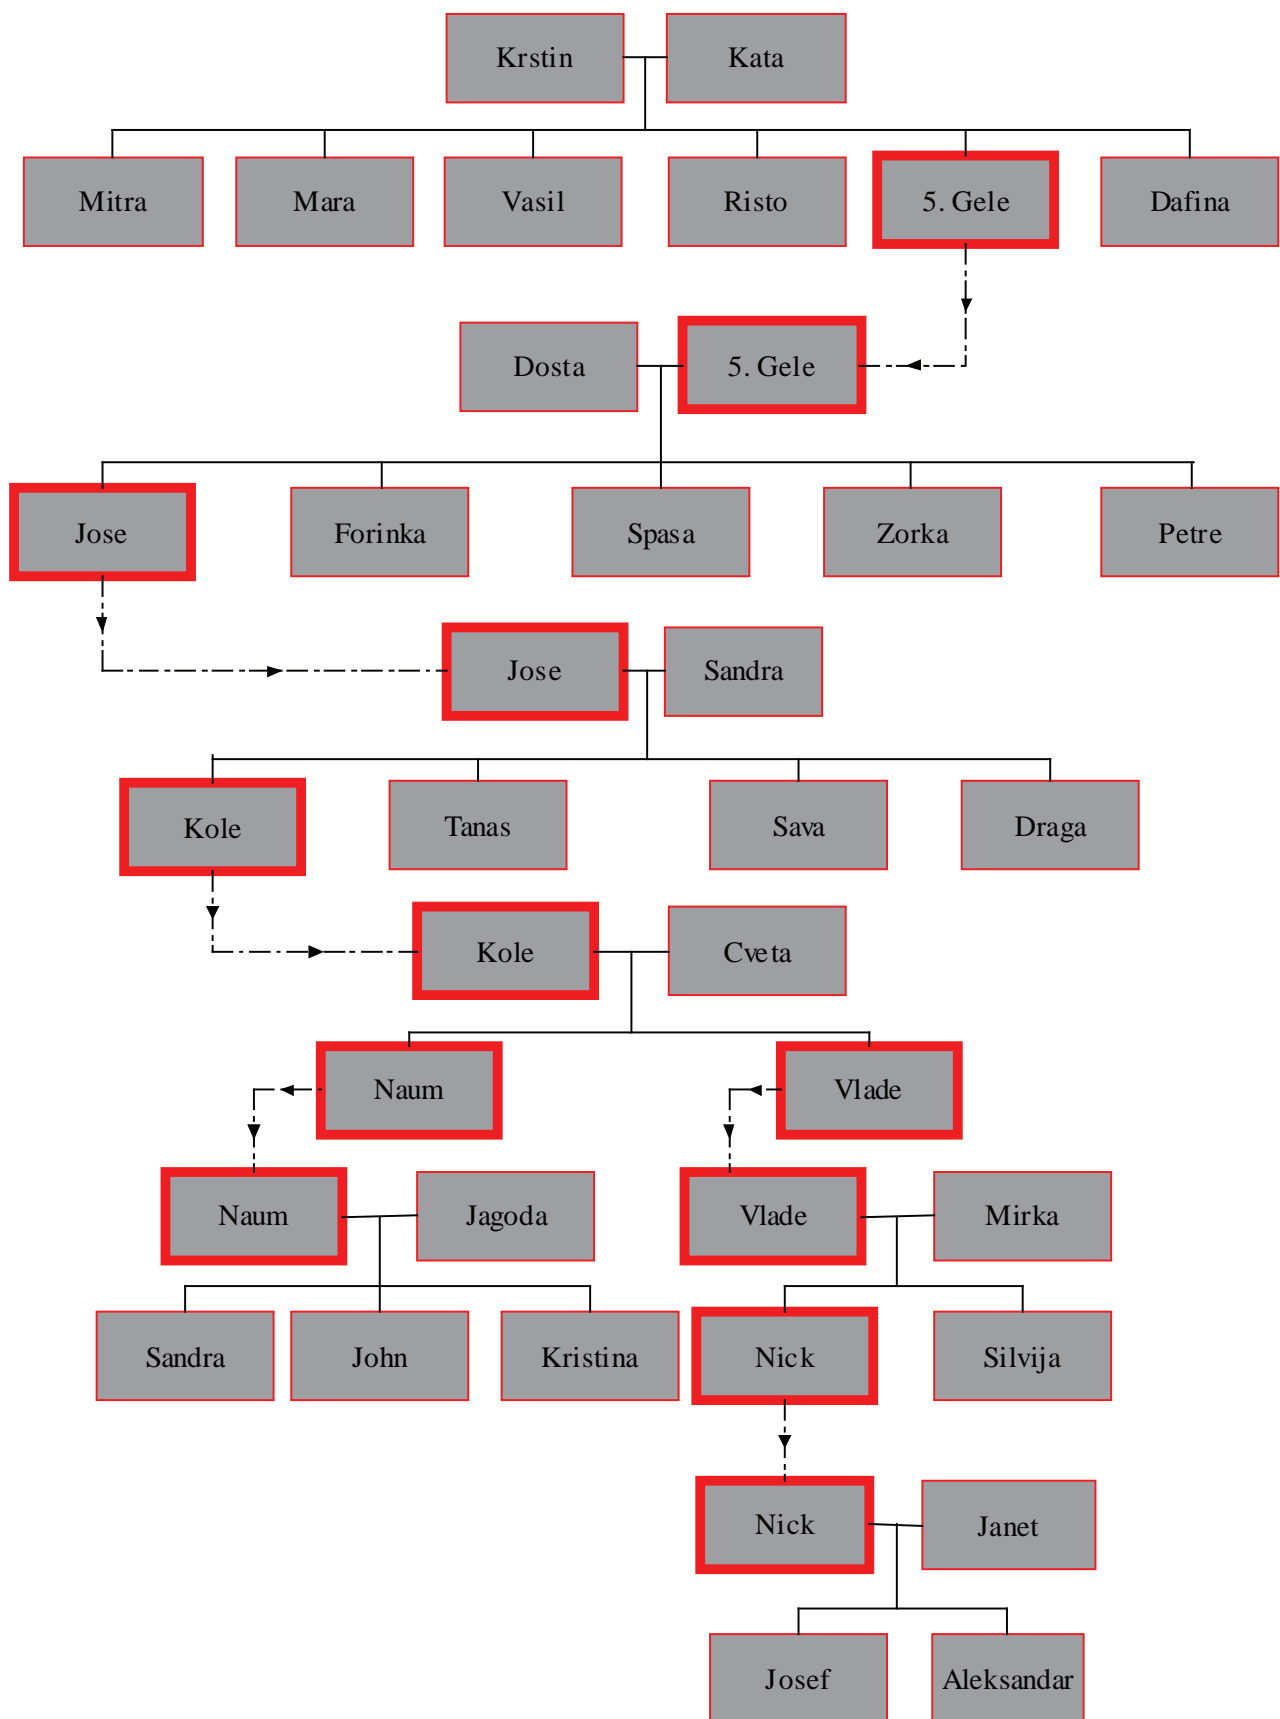 Krstin Kata
Mitra Mara Vasil Risto 5. Gele Dafina
Dosta 5. Gele
Jose Forinka Spasa Zorka Petre
Jose Sandra
Kole Tanas Sava Draga
Kole Cveta
Naum Vlade
Naum Jagoda Vlade Mirka
Sandra John Kristina Nick Silvija
Nick Janet
Josef Aleksandar